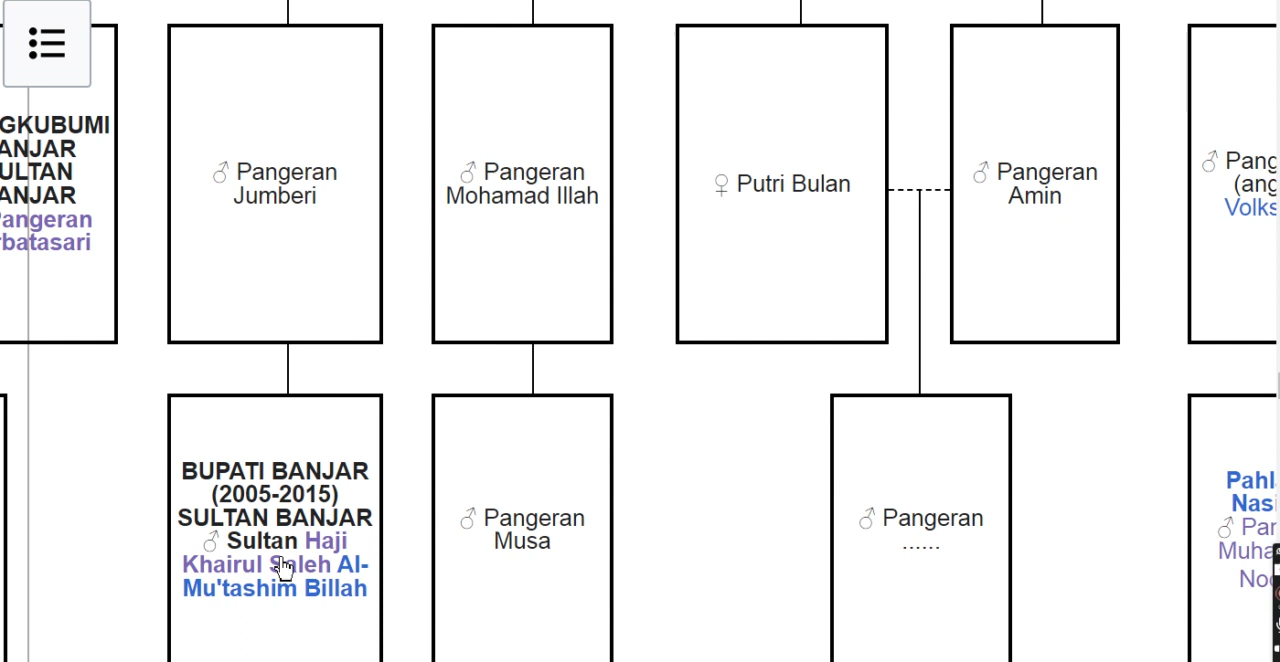 GKUBUMI
ANJAR
ULTAN
ANJAR
Pangeran
rbatasari
♂ Pangeran
Jumberi
♂ Pangeran
Mohamad Illah
♀ Putri Bulan
♂ Pangeran
Amin
♂ Pang
(ang
Volks
BUPATI BANJAR
(2005-2015)
SULTAN BANJAR
♂ Sultan Haji
Khairul Saleh Al-
Mu'tashim Billah
♂ Pangeran
Musa
♂ Pangeran
......
Pahl
Nasi
♂ Pan
Muha
Noo